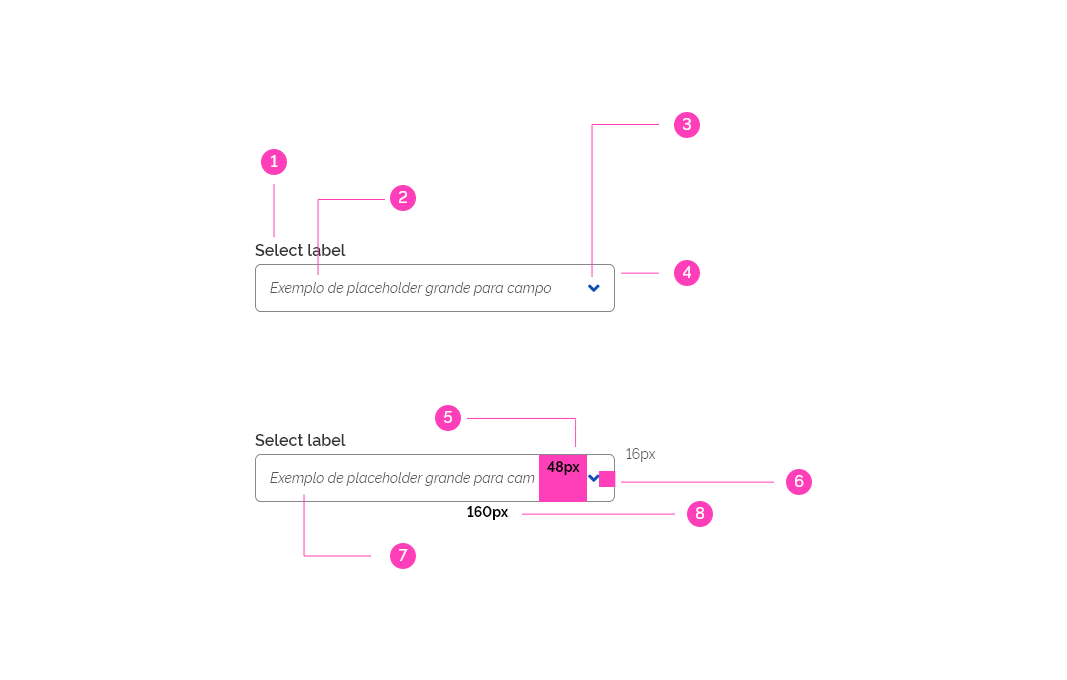 3
1
2
Select label
4
Exemplo de placeholder grande para campo
5
Select label
16px
48px
Exemplo de placeholder grande para cam
6
160px
8
7